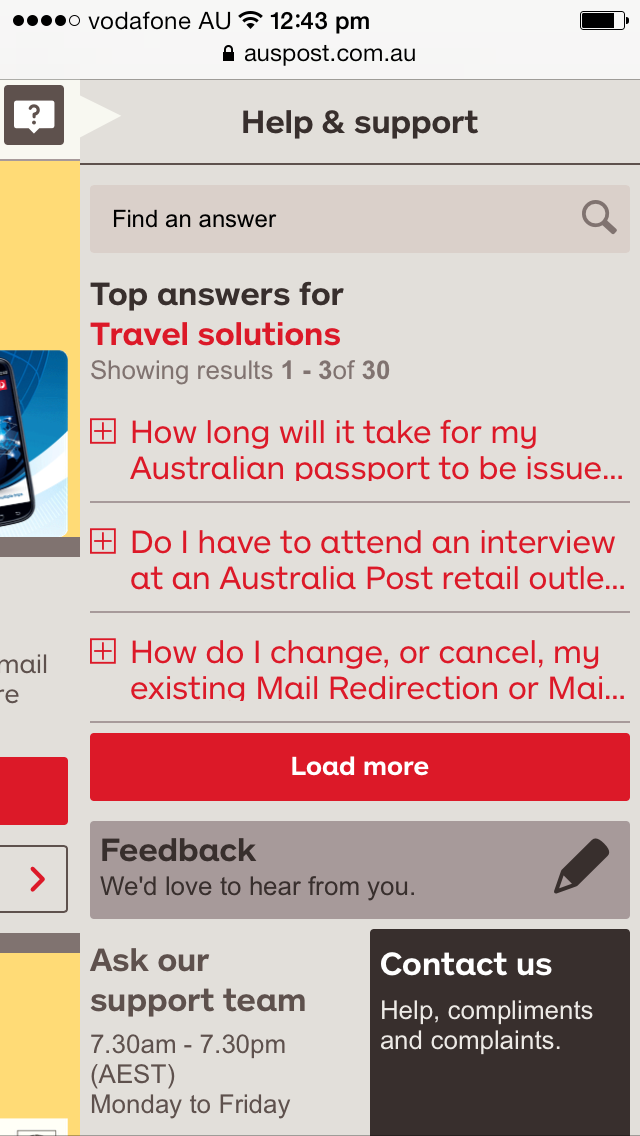 vodafone AU 12:43 pm
auspost.com.au
?
Help & support
Find an answer
Top answers for
Travel solutions
Showing results 1 - 3of 30
How long will it take for my
Australian passport to be issue...
Do I have to attend an interview
at an Australia Post retail outle...
How do I change, or cancel, my
existing Mail Redirection or Mai...
mail
re
Load more
Feedback
We'd love to hear from you.
Ask our
support team
7.30am - 7.30pm
(AEST)
Monday to Friday
Contact us
Help, compliments
and complaints.